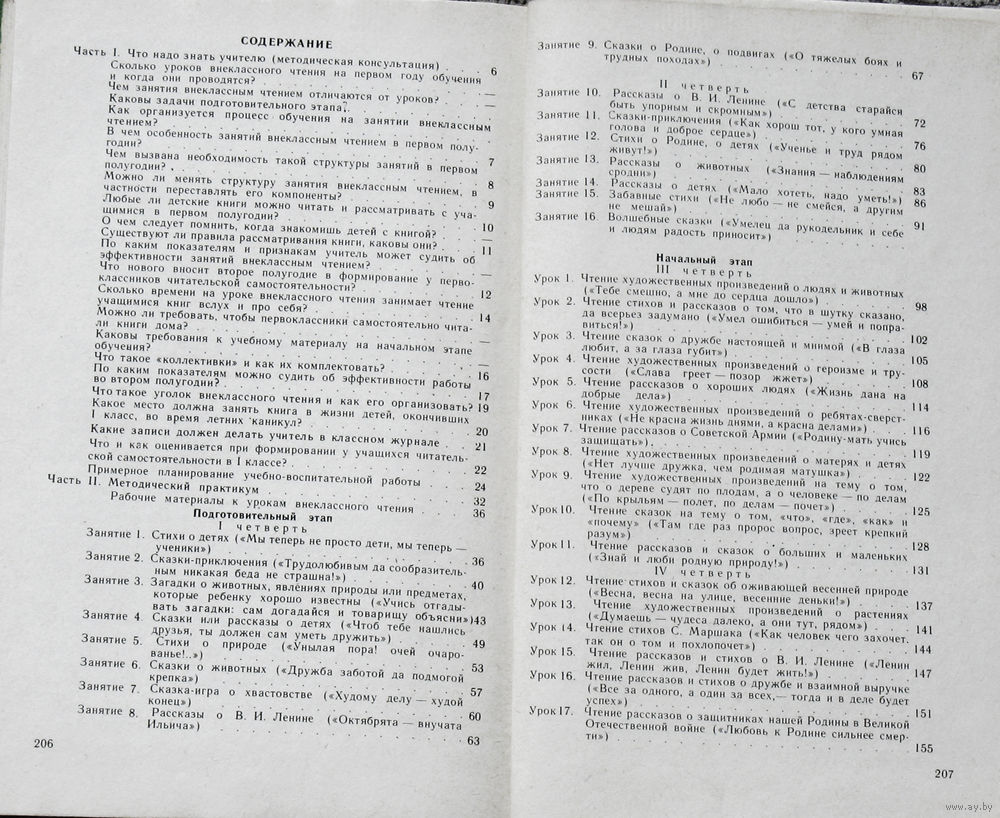 СОДЕРЖАНИЕ
Часть I. Что надо знать учителю (методическая консультация) . . 6
Сколько уроков внеклассного чтения на первом году обучения
и когда они проводятся? . . . —
Чем занятия внеклассным чтением отличаются от уроков? . . . —
Каковы задачи подготовительного этапа? . . .
Как организуется процесс обучения на занятии внеклассным
чтением? . . .
В чем особенность занятий внеклассным чтением в первом полу-
годии? . . . 7
Чем вызвана необходимость такой структуры занятий в первом
полугодии? . . . 8
Можно ли менять структуру занятия внеклассным чтением, в
частности переставлять его компоненты? . . . 9
Любые ли детские книги можно читать и рассматривать с уча-
щимися в первом полугодии? . . . 10
О чем следует помнить, когда знакомишь детей с книгой? . . . —
Существуют ли правила рассматривания книги, каковы они? . . . 11
По каким показателям и признакам учитель может судить об
эффективности занятий внеклассным чтением? . . . —
Что нового вносит второе полугодие в формирование у перво-
классников читательской самостоятельности? . . . 12
Сколько времени на уроке внеклассного чтения занимает чтение
учащимися книг вслух и про себя? . . . 14
Можно ли требовать, чтобы первоклассники самостоятельно чита-
ли книги дома? . . .
Каковы требования к учебному материалу на начальном этапе
обучения? . . . —
Что такое «коллективки» и как их комплектовать? . . . 16
По каким показателям можно судить об эффективности работы
во втором полугодии? . . . 17
Что такое уголок внеклассного чтения и как его организовать? 19
Какое место должна занять книга в жизни детей, окончивших
I класс, во время летних каникул? . . . 20
Какие записи должен делать учитель в классном журнале . . . 21
Что и как оценивается при формировании у учащихся читатель-
ской самостоятельности в I классе? . . . 22
Примерное планирование учебно-воспитательной работы . . . 24
Часть II. Методический практикум . . . 32
Рабочие материалы к урокам внеклассного чтения . . . 36
Подготовительный этап
I четверть
Занятие 1. Стихи о детях («Мы теперь не просто дети, мы теперь —
ученики») . . . 36
Занятие 2. Сказки-приключения («Трудолюбивым да сообразитель-
ным никакая беда не страшна!») . . . 40
Занятие 3. Загадки о животных, явлениях природы или предметах,
которые ребенку хорошо известны («Учись отгады-
вать загадки: сам догадайся и товарищу объясни») 43
Занятие 4. Сказки или рассказы о детях («Чтоб тебе нашлись
друзья, ты должен сам уметь дружить») . . . 49
Занятие 5. Стихи о природе («Унылая пора! очей очаро-
ванье!..») . . . 53
Занятие 6. Сказки о животных («Дружба заботой да подмогой
крепка») . . . 57
Занятие 7. Сказка-игра о хвастовстве («Худому делу — худой
конец») . . . 60
Занятие 8. Рассказы о В. И. Ленине («Октябрята — внучата
Ильича») . . . 63
206
Занятие 9. Сказки о Родине, о подвигах («О тяжелых боях и
трудных походах») . . . 67
II четверть
Занятие 10. Рассказы о В. И. Ленине («С детства старайся
быть упорным и скромным») . . . 72
Занятие 11. Сказки-приключения («Как хорош тот, у кого умная
голова и доброе сердце») . . . 76
Занятие 12. Стихи о Родине, о детях («Ученье и труд рядом
живут!») . . . 80
Занятие 13. Рассказы о животных («Знания — наблюдениям
сродни») . . . 83
Занятие 14. Рассказы о детях («Мало хотеть, надо уметь!») 86
Занятие 15. Забавные стихи («Не любо — не смейся, а другим
не мешай») . . . 91
Занятие 16. Волшебные сказки («Умелец да рукодельник и себе
и людям радость приносит») . . .
Начальный этап
III четверть
Урок 1. Чтение художественных произведений о людях и животных
(«Тебе смешно, а мне до сердца дошло») . . . 98
Урок 2. Чтение стихов и рассказов о том, что в шутку сказано,
да всерьез задумано («Умел ошибиться — умей и попра-
виться!») . . . 102
Урок 3. Чтение сказок о дружбе настоящей и мнимой («В глаза
любит, а за глаза губит») . . . 105
Урок 4. Чтение художественных произведений о героизме и тру-
сости («Слава греет — позор жжет») . . . 108
Урок 5. Чтение рассказов о хороших людях («Жизнь дана на
добрые дела») . . . 114
Урок 6. Чтение художественных произведений о ребятах-сверст-
никах («Не красна жизнь днями, а красна делами») . . . 116
Урок 7. Чтение рассказов о Советской Армии («Родину-мать учись
защищать») . . . 119
Урок 8. Чтение художественных произведений о матерях и детях
(«Нет лучше дружка, чем родимая матушка») . . . 122
Урок 9. Чтение художественных произведений на тему о том,
что о дереве судят по плодам, а о человеке — по делам
(«По крыльям — полет, по делам — почет») . . . 125
Урок 10. Чтение сказок на тему о том, «что», «где», «как» и
«почему» («Там где раз пророс вопрос, зреет крепкий
разум») . . . 128
Урок 11. Чтение рассказов и сказок о больших и маленьких
(«Знай и люби родную природу!») . . . 131
IV четверть
Урок 12. Чтение стихов и сказок об оживающей весенней природе
(«Весна, весна на улице, весенние деньки!») . . . 137
Урок 13. Чтение художественных произведений о растениях
(«Думаешь — чудеса далеко, а они тут, рядом») . . . 141
Урок 14. Чтение стихов С. Маршака («Как человек чего захочет,
так он о том и похлопочет») . . . 144
Урок 15. Чтение рассказов и стихов о В. И. Ленине («Ленин
жил, Ленин жив, Ленин будет жить!») . . . 147
Урок 16. Чтение рассказов и стихов о дружбе и взаимной выручке
(«Все за одного, а один за всех,— тогда и в деле будет
успех») . . . 151
Урок 17. Чтение рассказов о защитниках нашей Родины в Великой
Отечественной войне («Любовь к Родине сильнее смер-
ти») . . . 155
207
www.ay.by